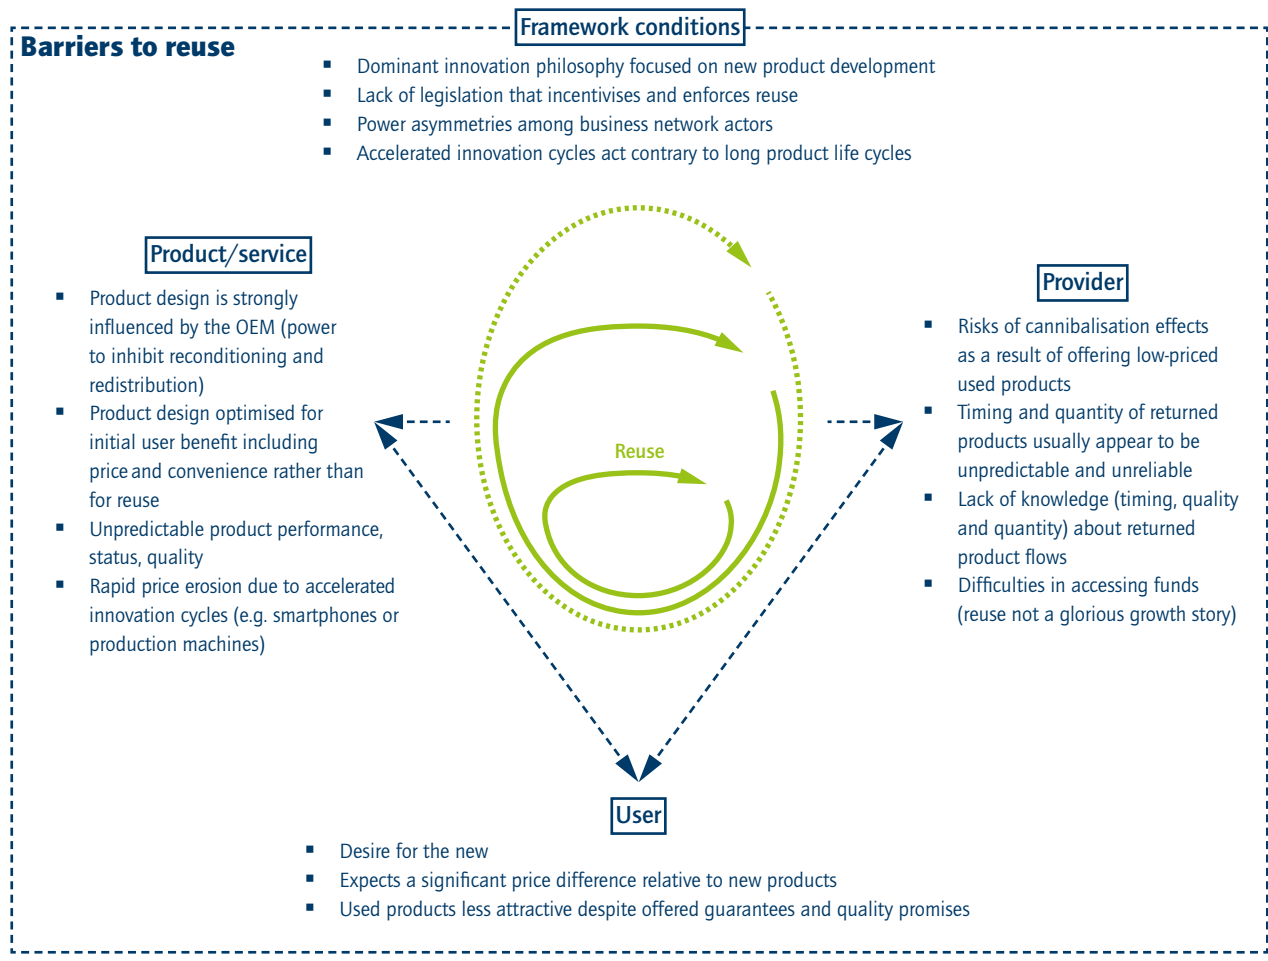 Framework conditions
Barriers to reuse
▪ Dominant innovation philosophy focused on new product development
▪ Lack of legislation that incentivises and enforces reuse
▪ Power asymmetries among business network actors
▪ Accelerated innovation cycles act contrary to long product life cycles
Product/service
▪ Product design is strongly
influenced by the OEM (power
to inhibit reconditioning and
redistribution)
▪ Product design optimised for
initial user benefit including
price and convenience rather than
for reuse
▪ Unpredictable product performance,
status, quality
▪ Rapid price erosion due to accelerated
innovation cycles (e.g. smartphones or
production machines)
Reuse
Provider
▪ Risks of cannibalisation effects
as a result of offering low-priced
used products
▪ Timing and quantity of returned
products usually appear to be
unpredictable and unreliable
▪ Lack of knowledge (timing, quality
and quantity) about returned
product flows
▪ Difficulties in accessing funds
(reuse not a glorious growth story)
User
▪ Desire for the new
▪ Expects a significant price difference relative to new products
▪ Used products less attractive despite offered guarantees and quality promises